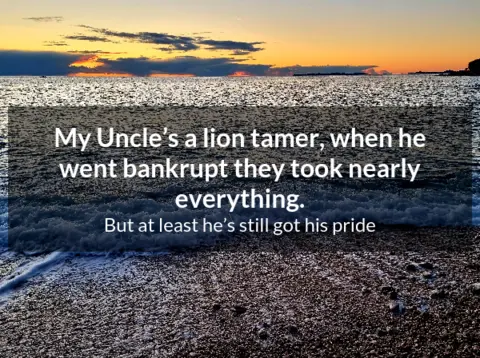 My Uncle’s a lion tamer, when he
went bankrupt they took nearly
everything.
But at least he’s still got his pride